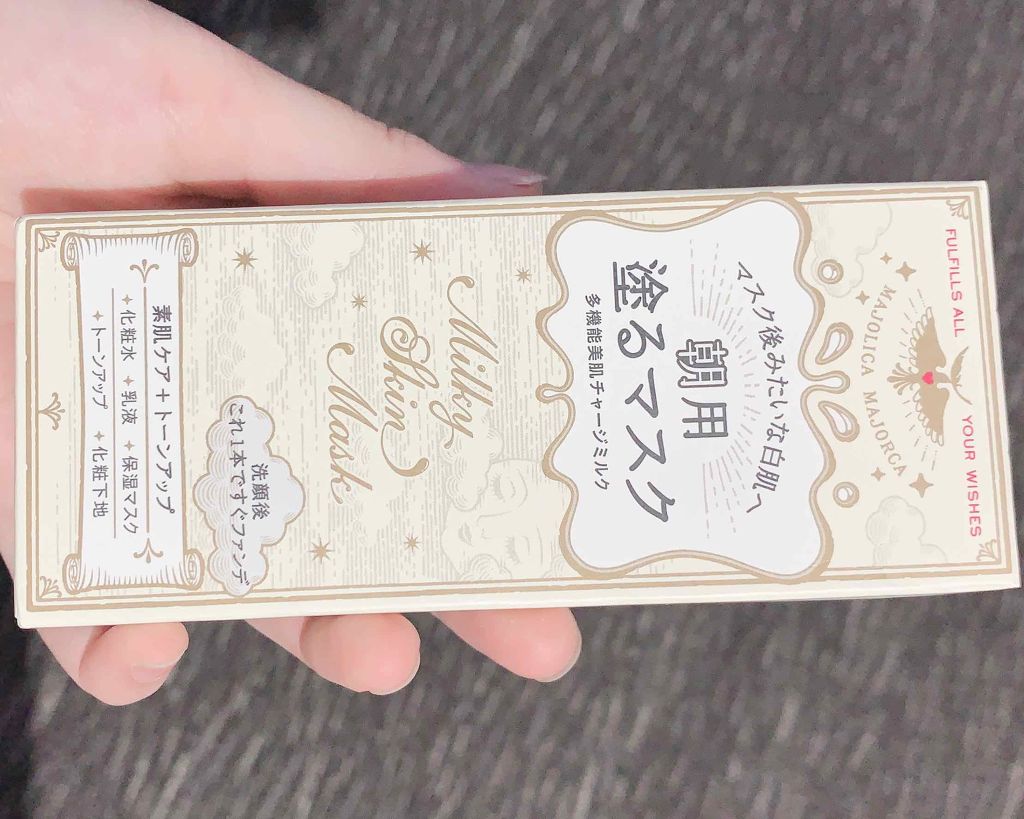 FULFILLS ALL YOUR WISHES
MAJOLICA MAJORCA
マスク後みたいな白肌へ
朝用
塗るマスク
多機能美肌チャージミルク
Milky
Skin
Mask
洗顔後
これ1本ですぐファンデ
素肌ケア+トーンアップ
✦化粧水 ✦乳液 ✦保湿マスク
✦トーンアップ ✦化粧下地